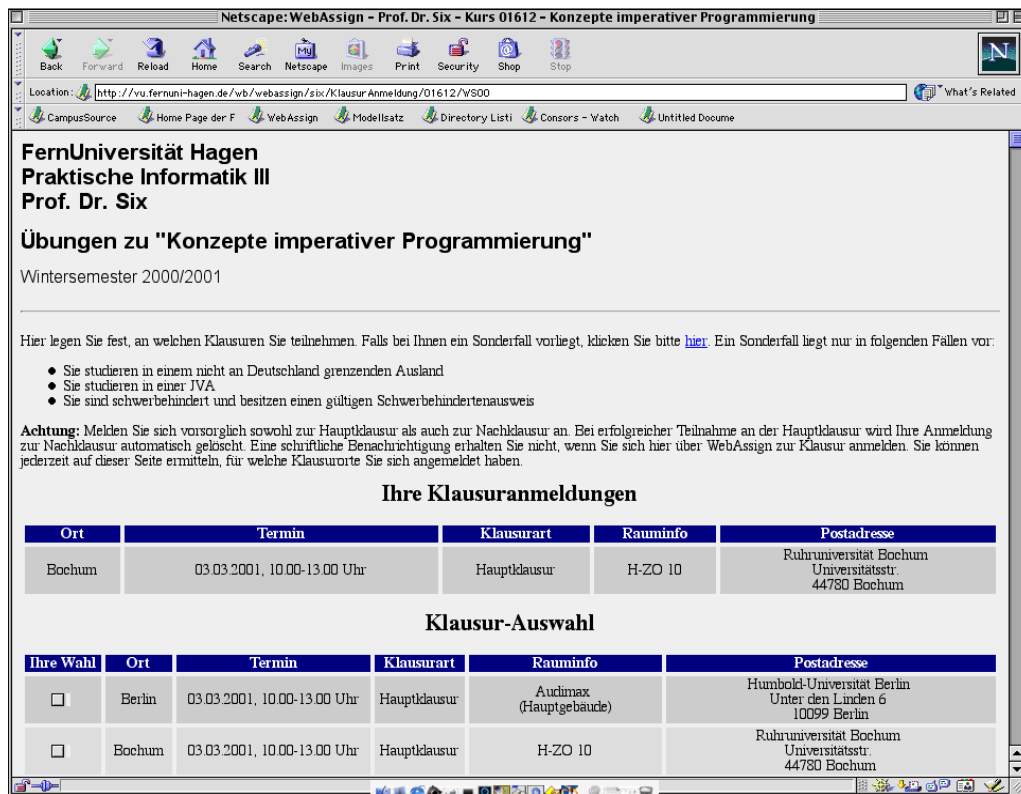 Netscape: WebAssign - Prof. Dr. Six - Kurs 01612 - Konzepte imperativer Programmierung
Back Forward Reload Home Search Netscape Images Print Security Shop Stop
My
N
Location: http://vu.fernuni-hagen.de/wb/webassign/six/KlausurAnmeldung/01612/WS00 What's Related
CampusSource Home Page der F WebAssign Modellsatz Directory Listi Consors - Watch Untitled Docume
FernUniversität Hagen
Praktische Informatik III
Prof. Dr. Six
Übungen zu "Konzepte imperativer Programmierung"
Wintersemester 2000/2001
Hier legen Sie fest, an welchen Klausuren Sie teilnehmen. Falls bei Ihnen ein Sonderfall vorliegt, klicken Sie bitte hier. Ein Sonderfall liegt nur in folgenden Fällen vor:
● Sie studieren in einem nicht an Deutschland grenzenden Ausland
● Sie studieren in einer JVA
● Sie sind schwerbehindert und besitzen einen gültigen Schwerbehindertenausweis
Achtung: Melden Sie sich vorsorglich sowohl zur Hauptklausur als auch zur Nachklausur an. Bei erfolgreicher Teilnahme an der Hauptklausur wird Ihre Anmeldung
zur Nachklausur automatisch gelöscht. Eine schriftliche Benachrichtigung erhalten Sie nicht, wenn Sie sich hier über WebAssign zur Klausur anmelden. Sie können
jederzeit auf dieser Seite ermitteln, für welche Klausurorte Sie sich angemeldet haben.
Ihre Klausuranmeldungen
Ort Termin Klausurart Rauminfo Postadresse
Bochum 03.03.2001, 10.00-13.00 Uhr Hauptklausur H-ZO 10 Ruhruniversität Bochum
Universitätsstr.
44780 Bochum
Klausur-Auswahl
Ihre Wahl Ort Termin Klausurart Rauminfo Postadresse
Berlin 03.03.2001, 10.00-13.00 Uhr Hauptklausur Audimax
(Hauptgebäude)
Humbold-Universität Berlin
Unter den Linden 6
10099 Berlin
Bochum 03.03.2001, 10.00-13.00 Uhr Hauptklausur H-ZO 10 Ruhruniversität Bochum
Universitätsstr.
44780 Bochum